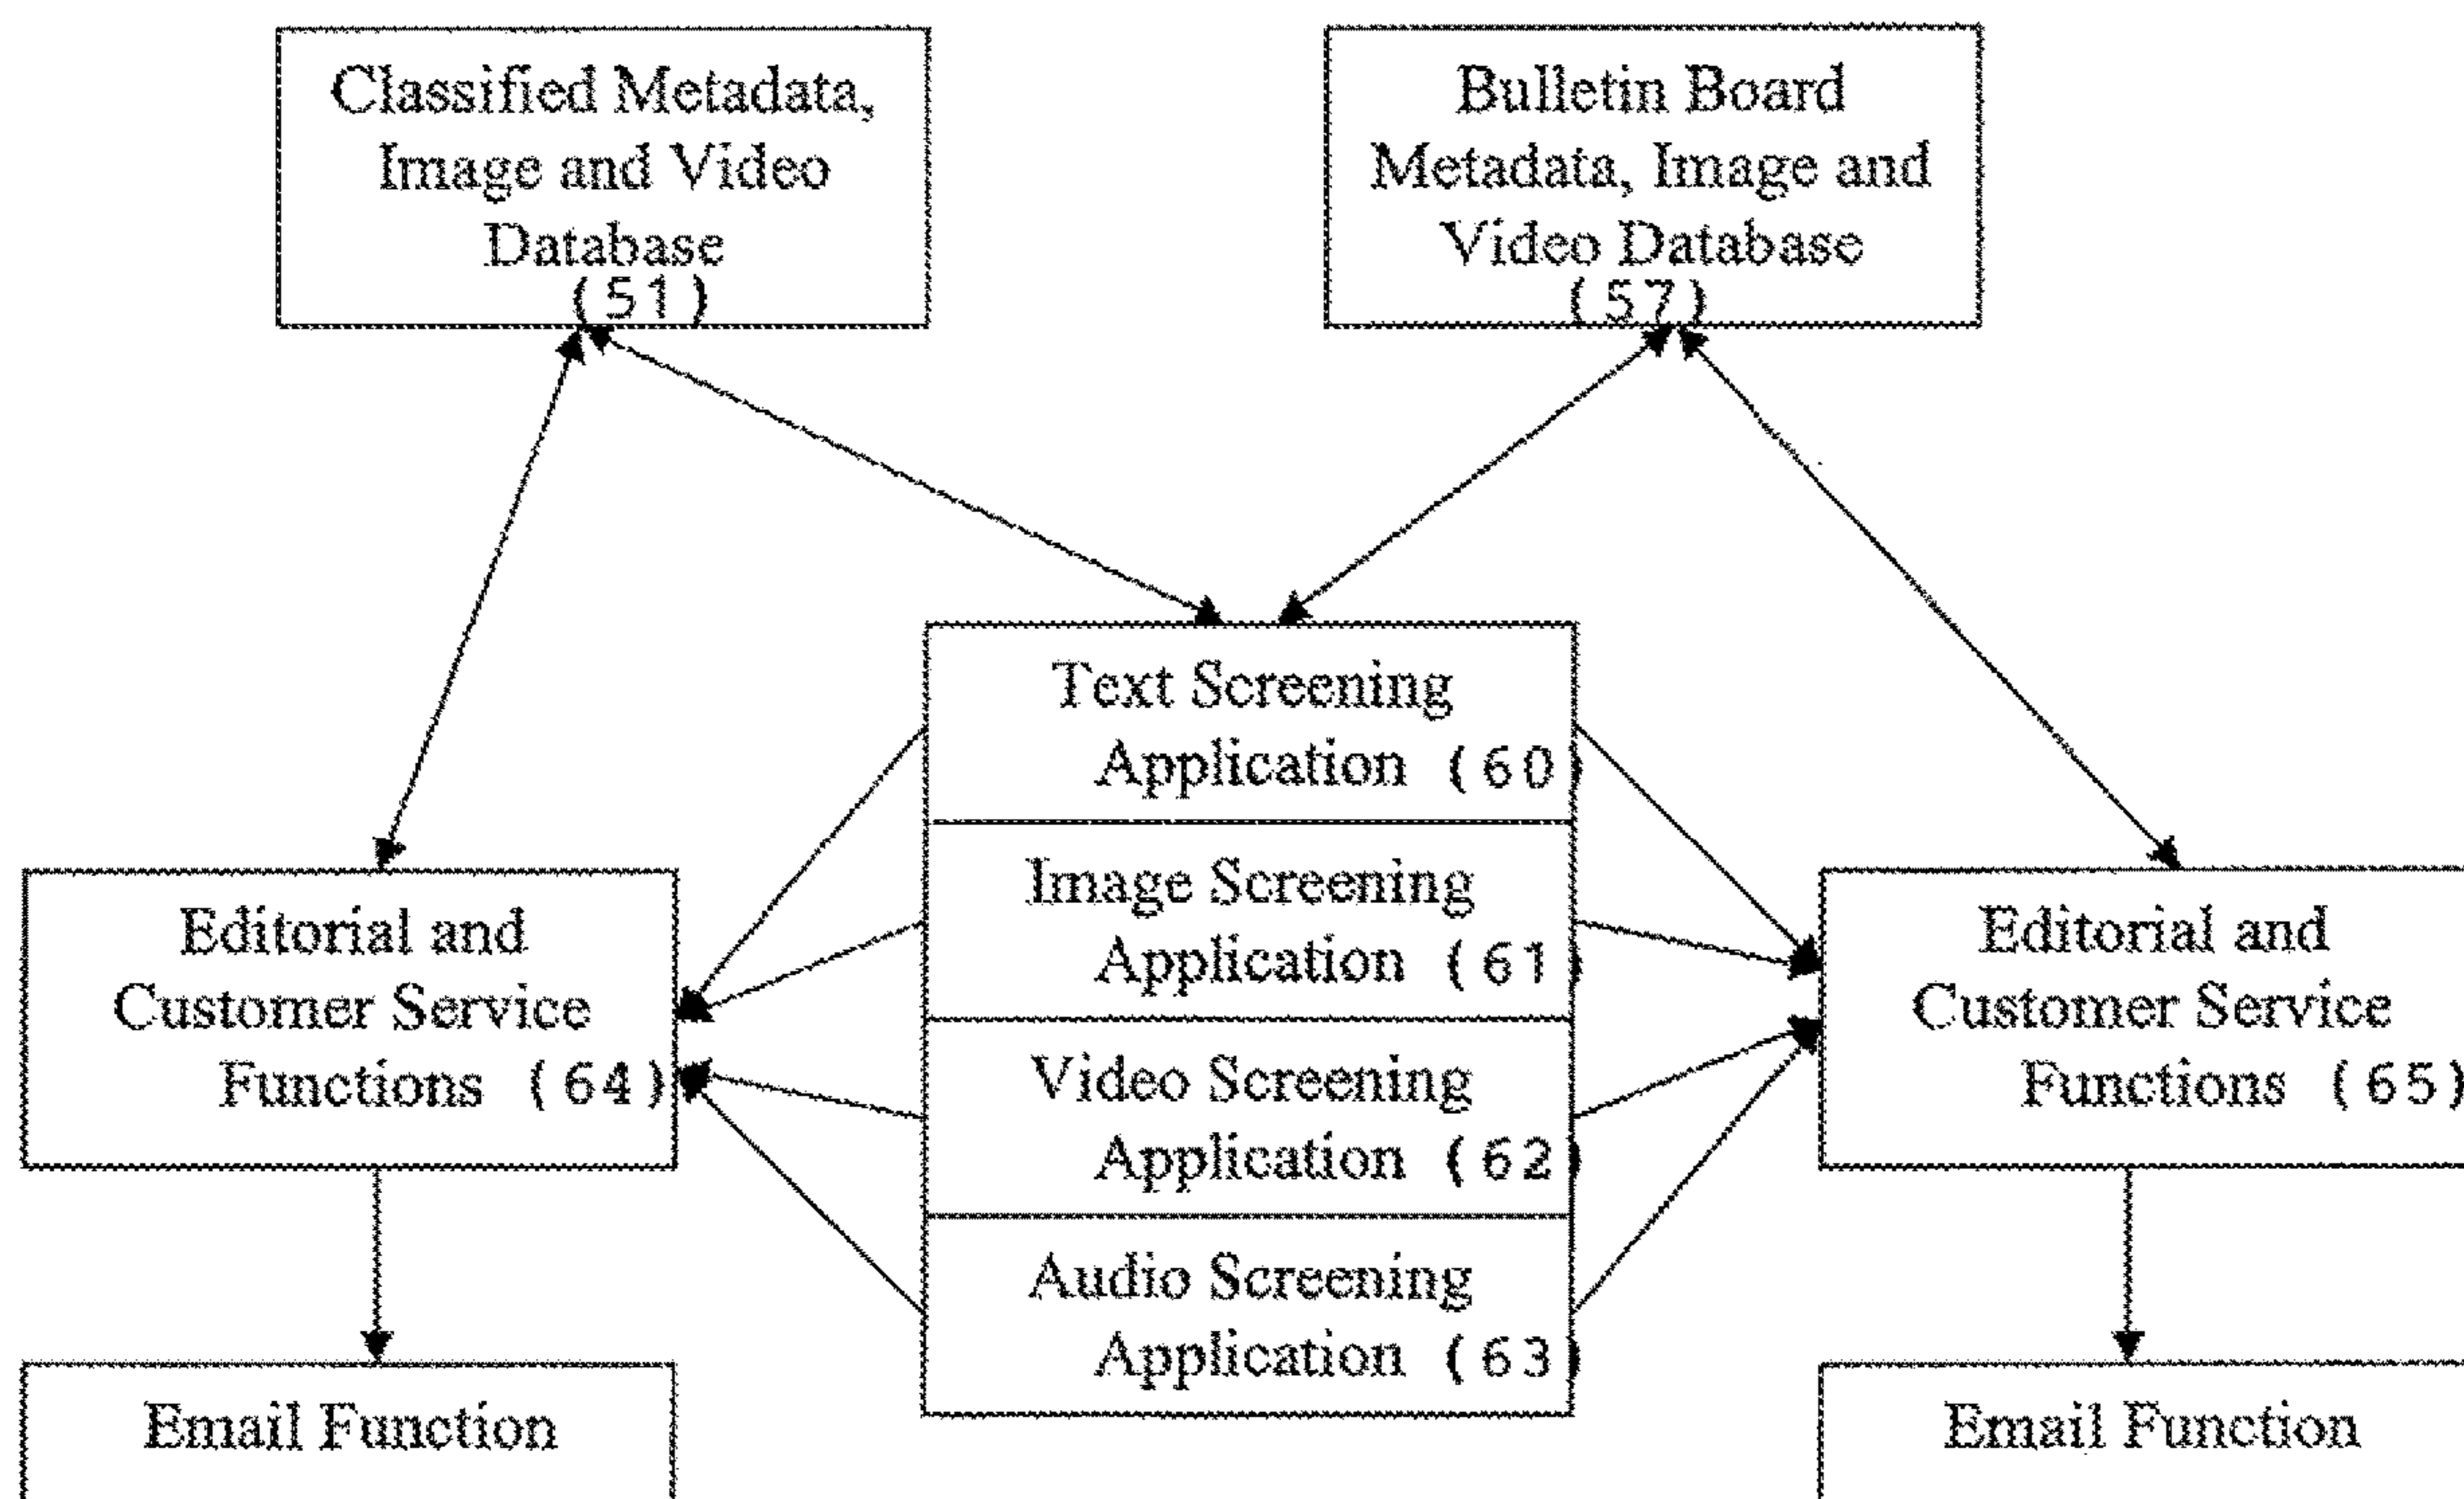 Classified Metadata,
Image and Video
Database
(51)
Bulletin Board
Metadata, Image and
Video Database
(57)
Text Screening
Application (60)
Image Screening
Application (61)
Video Screening
Application (62)
Audio Screening
Application (63)
Editorial and
Customer Service
Functions (64)
Editorial and
Customer Service
Functions (65)
Email Function
Email Function